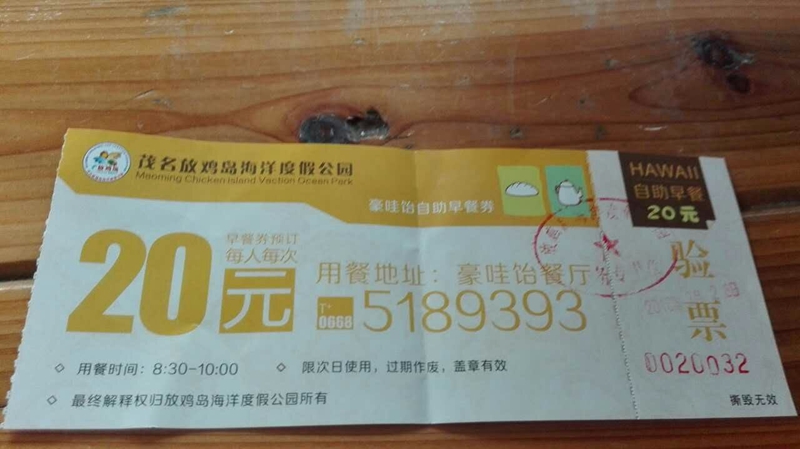 茂名放鸡岛海洋度假公园
Maoming Chicken Island Vaction Ocean Park
豪哇饴自助早餐券
20元
早餐券预订
每人每次
用餐地址：豪哇饴餐厅
T:
0668
5189393
◇ 用餐时间：8:30-10:00
◇ 限次日使用，过期作废，盖章有效
◇ 最终解释权归放鸡岛海洋度假公园所有
HAWAII
自助早餐
20元
验票
0020032
撕毁无效